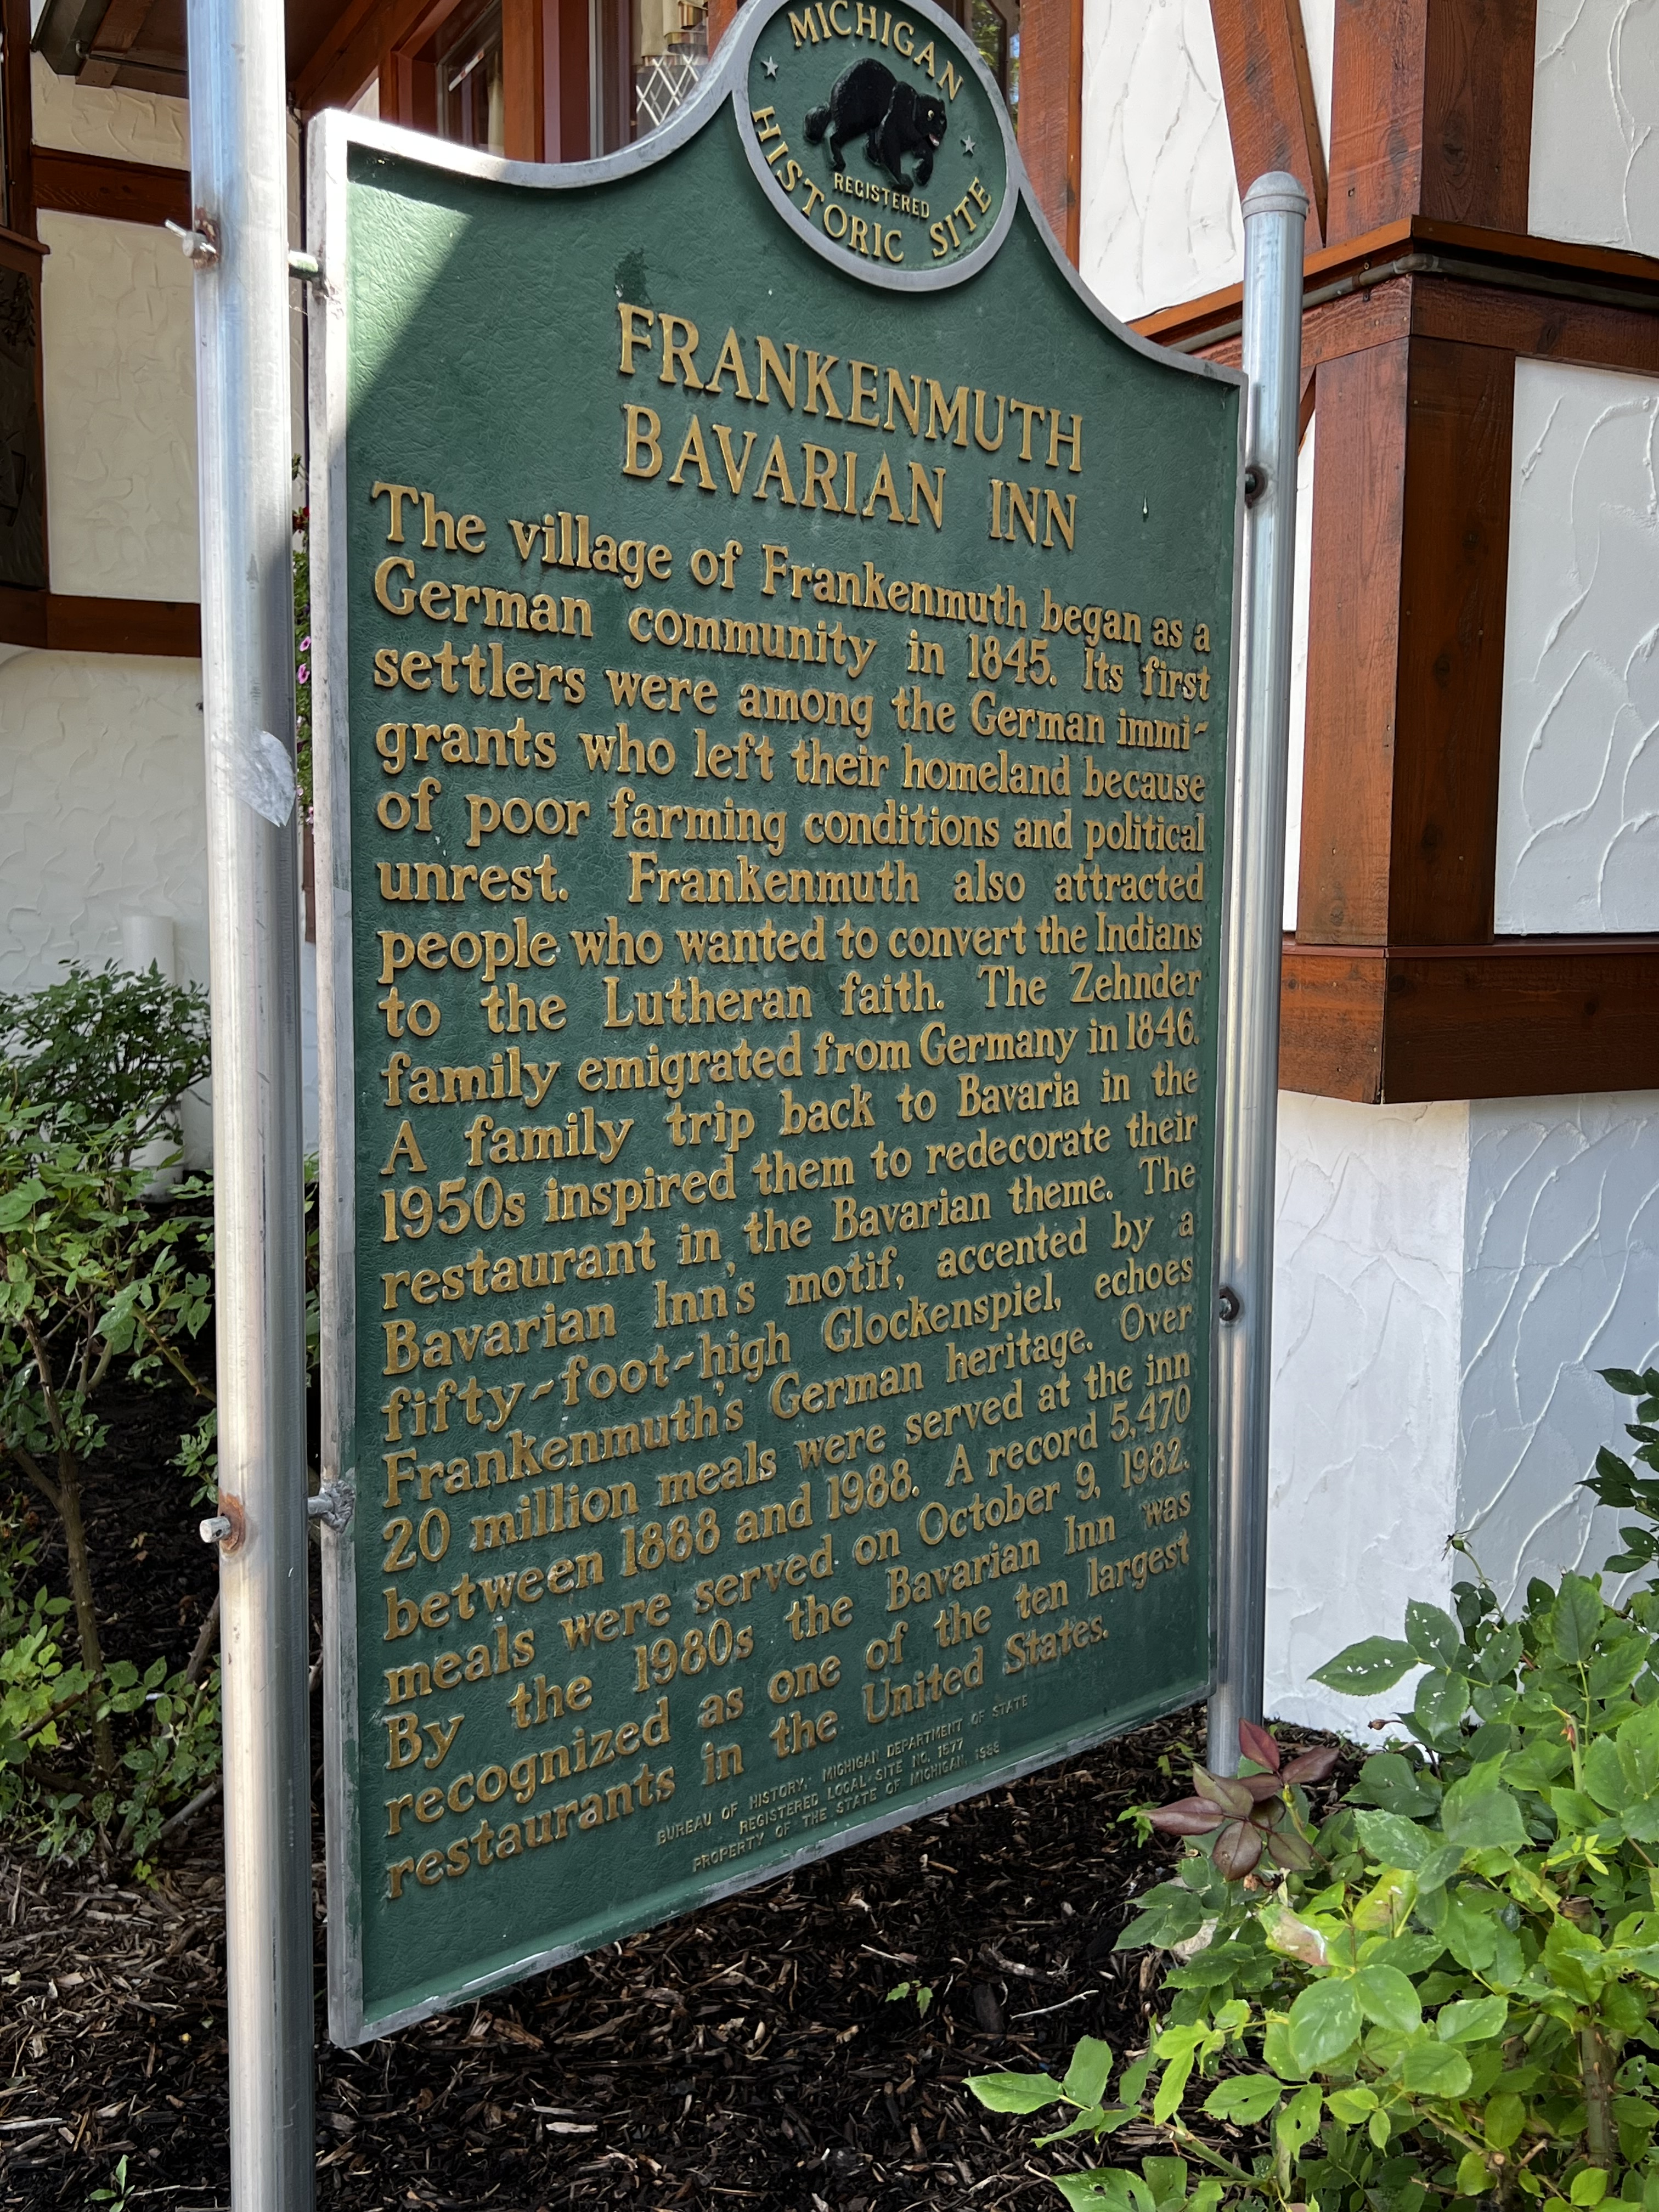 MICHIGAN
REGISTERED
HISTORIC SITE
FRANKENMUTH
BAVARIAN INN
The village of Frankenmuth began as a
German community in 1845. Its first
settlers were among the German immi-
grants who left their homeland because
of poor farming conditions and political
unrest. Frankenmuth also attracted
people who wanted to convert the Indians
to the Lutheran faith. The Zehnder
family emigrated from Germany in 1846.
A family trip back to Bavaria in the
1950s inspired them to redecorate their
restaurant in the Bavarian theme. The
Bavarian Inn's motif, accented by a
fifty-foot-high Glockenspiel, echoes
Frankenmuth's German heritage. Over
20 million meals were served at the inn
between 1888 and 1988. A record 5,470
meals were served on October 9, 1982.
By the 1980s the Bavarian Inn was
recognized as one of the ten largest
restaurants in the United States.
BUREAU OF HISTORY, MICHIGAN DEPARTMENT OF STATE
REGISTERED LOCAL SITE NO. 1577
PROPERTY OF THE STATE OF MICHIGAN, 1988